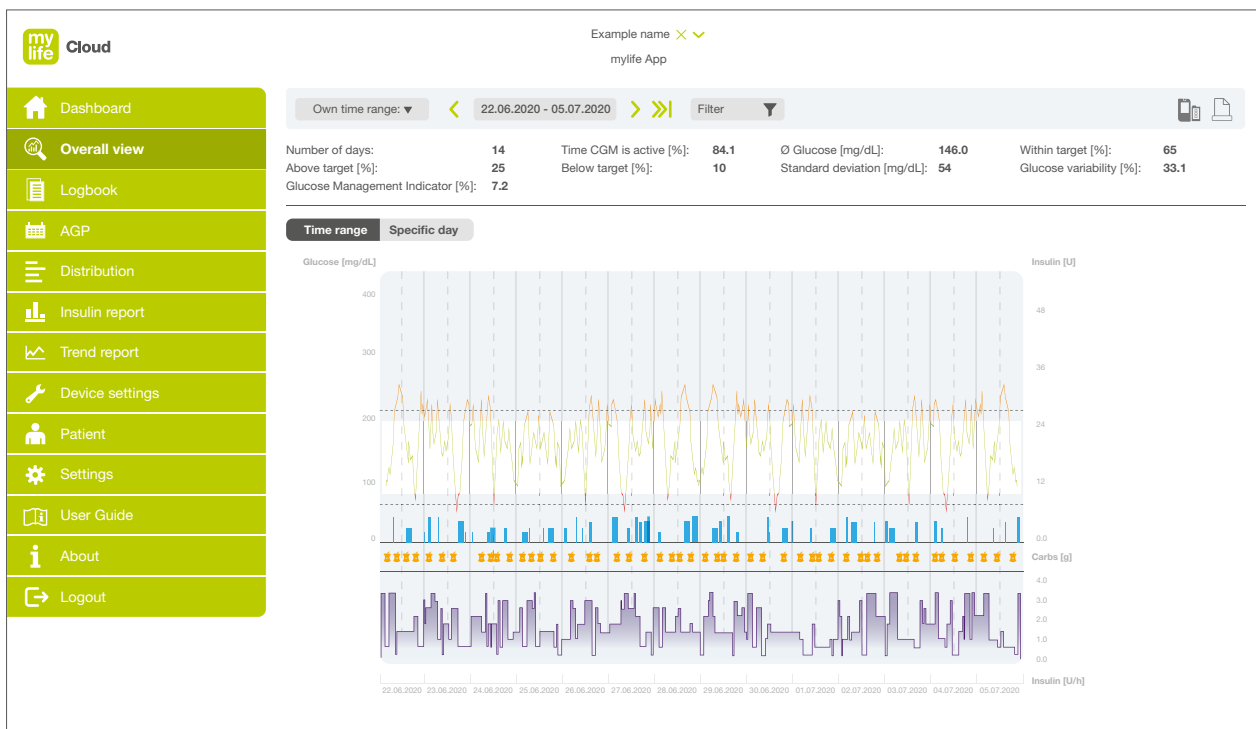 my
life Cloud
Example name
mylife App
Dashboard
Overall view
Logbook
AGP
Distribution
Insulin report
Trend report
Device settings
Patient
Settings
User Guide
About
Logout
Own time range: 22.06.2020 - 05.07.2020 Filter
Number of days: 14 Time CGM is active [%]: 84.1 Ø Glucose [mg/dL]: 146.0 Within target [%]: 65
Above target [%]: 25 Below target [%]: 10 Standard deviation [mg/dL]: 54 Glucose variability [%]: 33.1
Glucose Management Indicator [%]: 7.2
Time range Specific day
Glucose [mg/dL] Insulin [U]
400
48
300
36
200
24
100
12
0 0.0
Carbs [g]
4.0
3.0
2.0
1.0
0.0
Insulin [U/h]
22.06.2020 23.06.2020 24.06.2020 25.06.2020 26.06.2020 27.06.2020 28.06.2020 29.06.2020 30.06.2020 01.07.2020 02.07.2020 03.07.2020 04.07.2020 05.07.2020